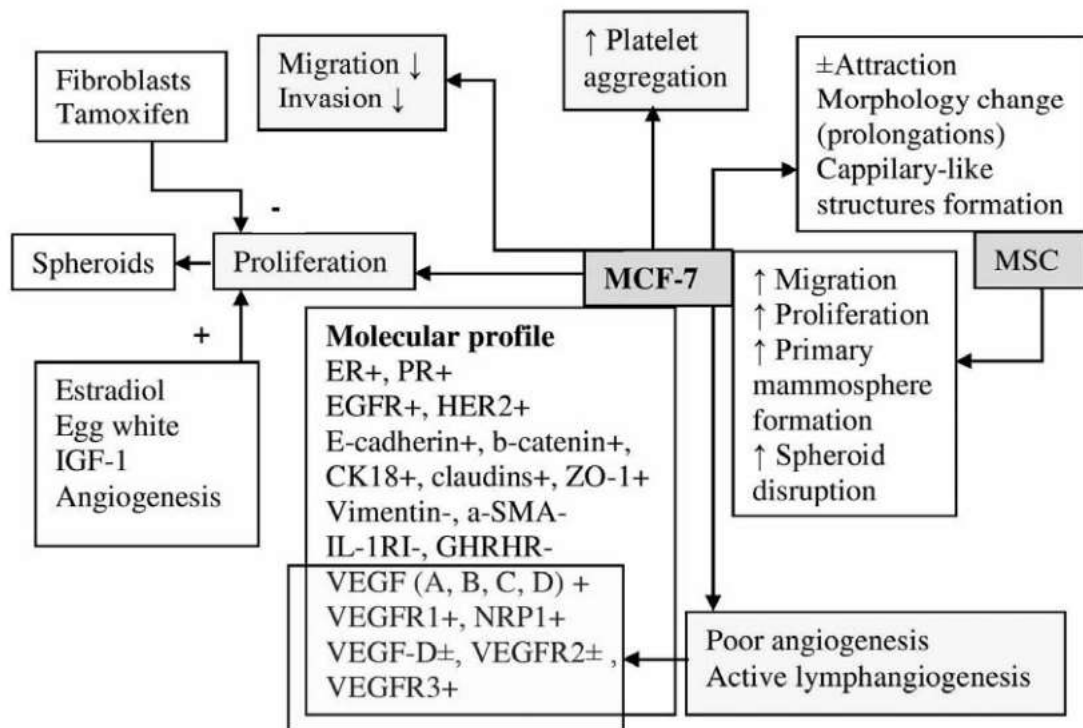 Fibroblasts
Tamoxifen
Migration ↓
Invasion ↓
↑ Platelet
aggregation
±Attraction
Morphology change
(prolongations)
Cappilary-like
structures formation
-
Spheroids
Proliferation
MCF-7
MSC
+
Estradiol
Egg white
IGF-1
Angiogenesis
Molecular profile
ER+, PR+
EGFR+, HER2+
E-cadherin+, b-catenin+,
CK18+, claudins+, ZO-1+
Vimentin-, a-SMA-
IL-1RI-, GHRHR-
VEGF (A, B, C, D) +
VEGFR1+, NRP1+
VEGF-D±, VEGFR2± ,
VEGFR3+
↑ Migration
↑ Proliferation
↑ Primary
mammosphere
formation
↑ Spheroid
disruption
Poor angiogenesis
Active lymphangiogenesis